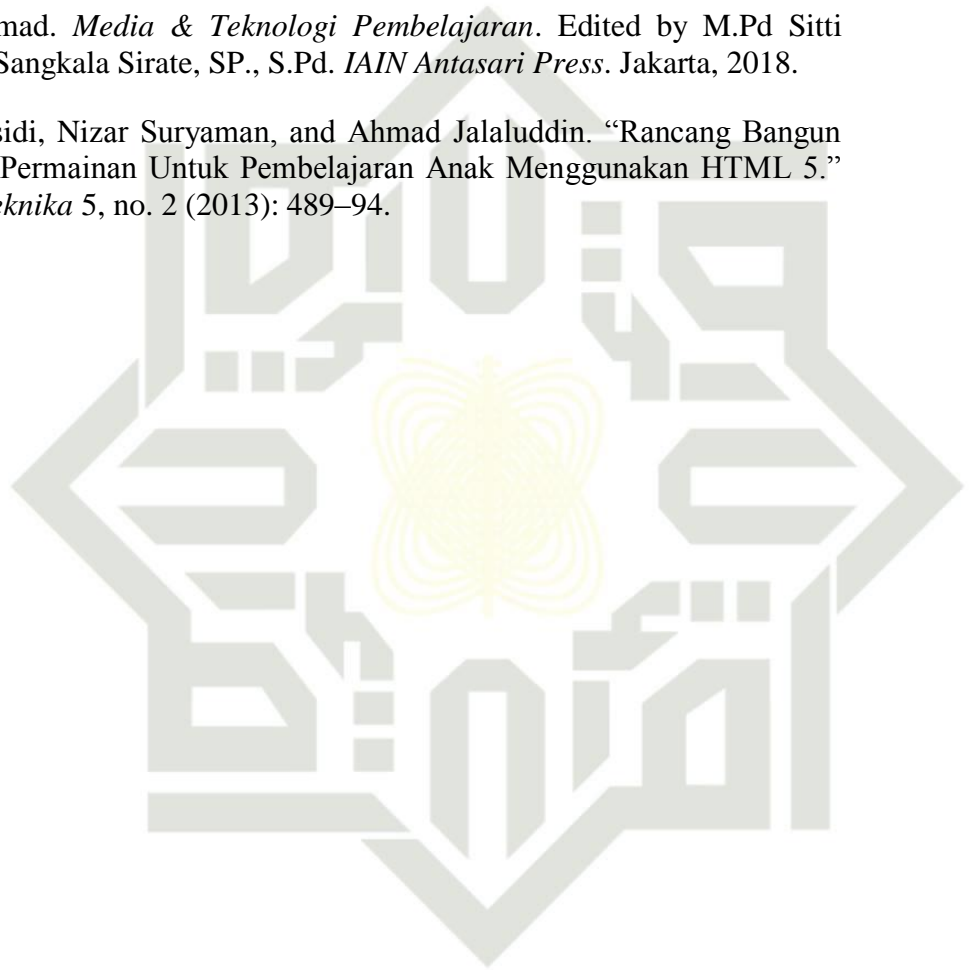 mad. Media & Teknologi Pembelajaran. Edited by M.Pd Sitti
Sangkala Sirate, SP., S.Pd. IAIN Antasari Press. Jakarta, 2018.
sidi, Nizar Suryaman, and Ahmad Jalaluddin. “Rancang Bangun
Permainan Untuk Pembelajaran Anak Menggunakan HTML 5.”
eknika 5, no. 2 (2013): 489–94.